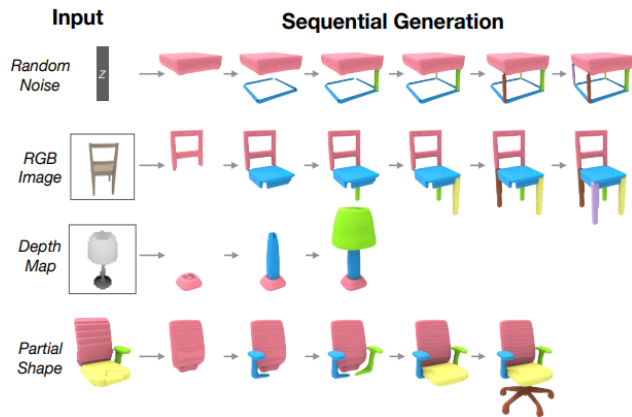 Input
Sequential Generation
Random
Noise
z
RGB
Image
Depth
Map
Partial
Shape